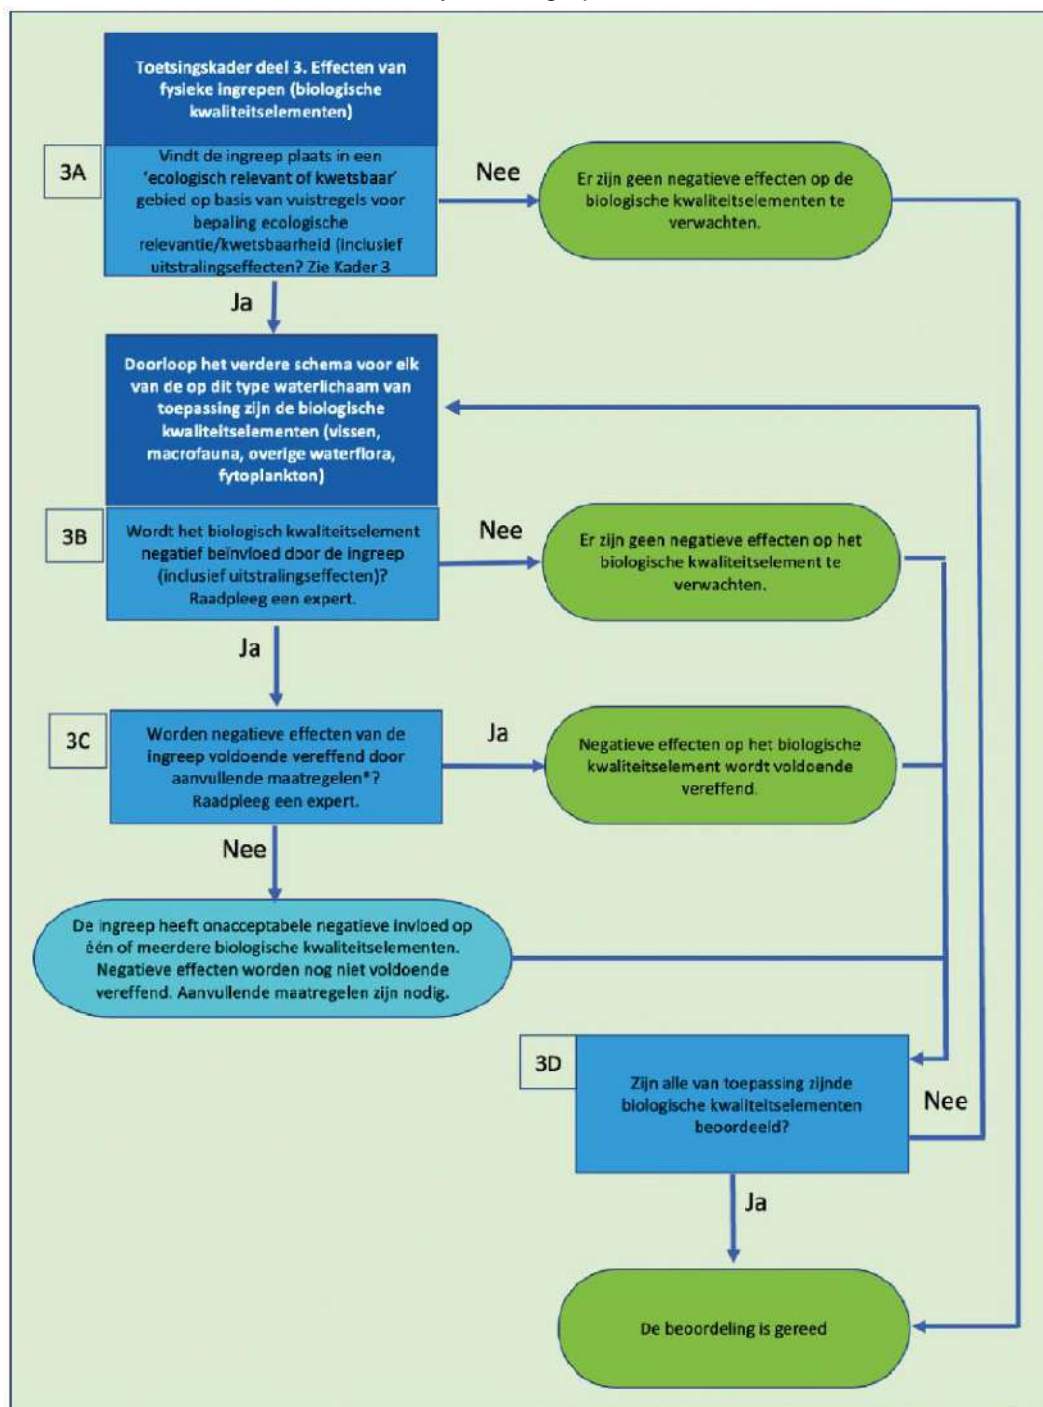 Toetsingskader deel 3. Effecten van
fysieke ingrepen (biologische
kwaliteitselementen)
3A
Vindt de ingreep plaats in een
‘ecologisch relevant of kwetsbaar’
gebied op basis van vuistregels voor
bepaling ecologische
relevantie/kwetsbaarheid (inclusief
uitstralingseffecten? Zie Kader 3
Nee
Er zijn geen negatieve effecten op de
biologische kwaliteitselementen te
verwachten.
Ja
Doorloop het verdere schema voor elk
van de op dit type waterlichaam van
toepassing zijn de biologische
kwaliteitselementen (vissen,
macrofauna, overige waterflora,
fytoplankton)
3B
Wordt het biologisch kwaliteitselement
negatief beïnvloed door de ingreep
(inclusief uitstralingseffecten)?
Raadpleeg een expert.
Nee
Er zijn geen negatieve effecten op het
biologische kwaliteitselement te
verwachten.
Ja
3C
Worden negatieve effecten van de
ingreep voldoende vereffend door
aanvullende maatregelen*?
Raadpleeg een expert.
Ja
Negatieve effecten op het biologische
kwaliteitselement wordt voldoende
vereffend.
Nee
De ingreep heeft onacceptabele negatieve invloed op
één of meerdere biologische kwaliteitselementen.
Negatieve effecten worden nog niet voldoende
vereffend. Aanvullende maatregelen zijn nodig.
3D
Zijn alle van toepassing zijnde
biologische kwaliteitselementen
beoordeeld?
Nee
Ja
De beoordeling is gereed